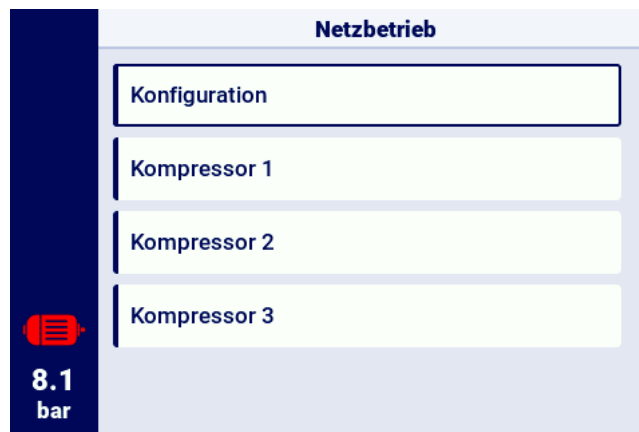 Netzbetrieb
Konfiguration
Kompressor 1
Kompressor 2
Kompressor 3
8.1
bar